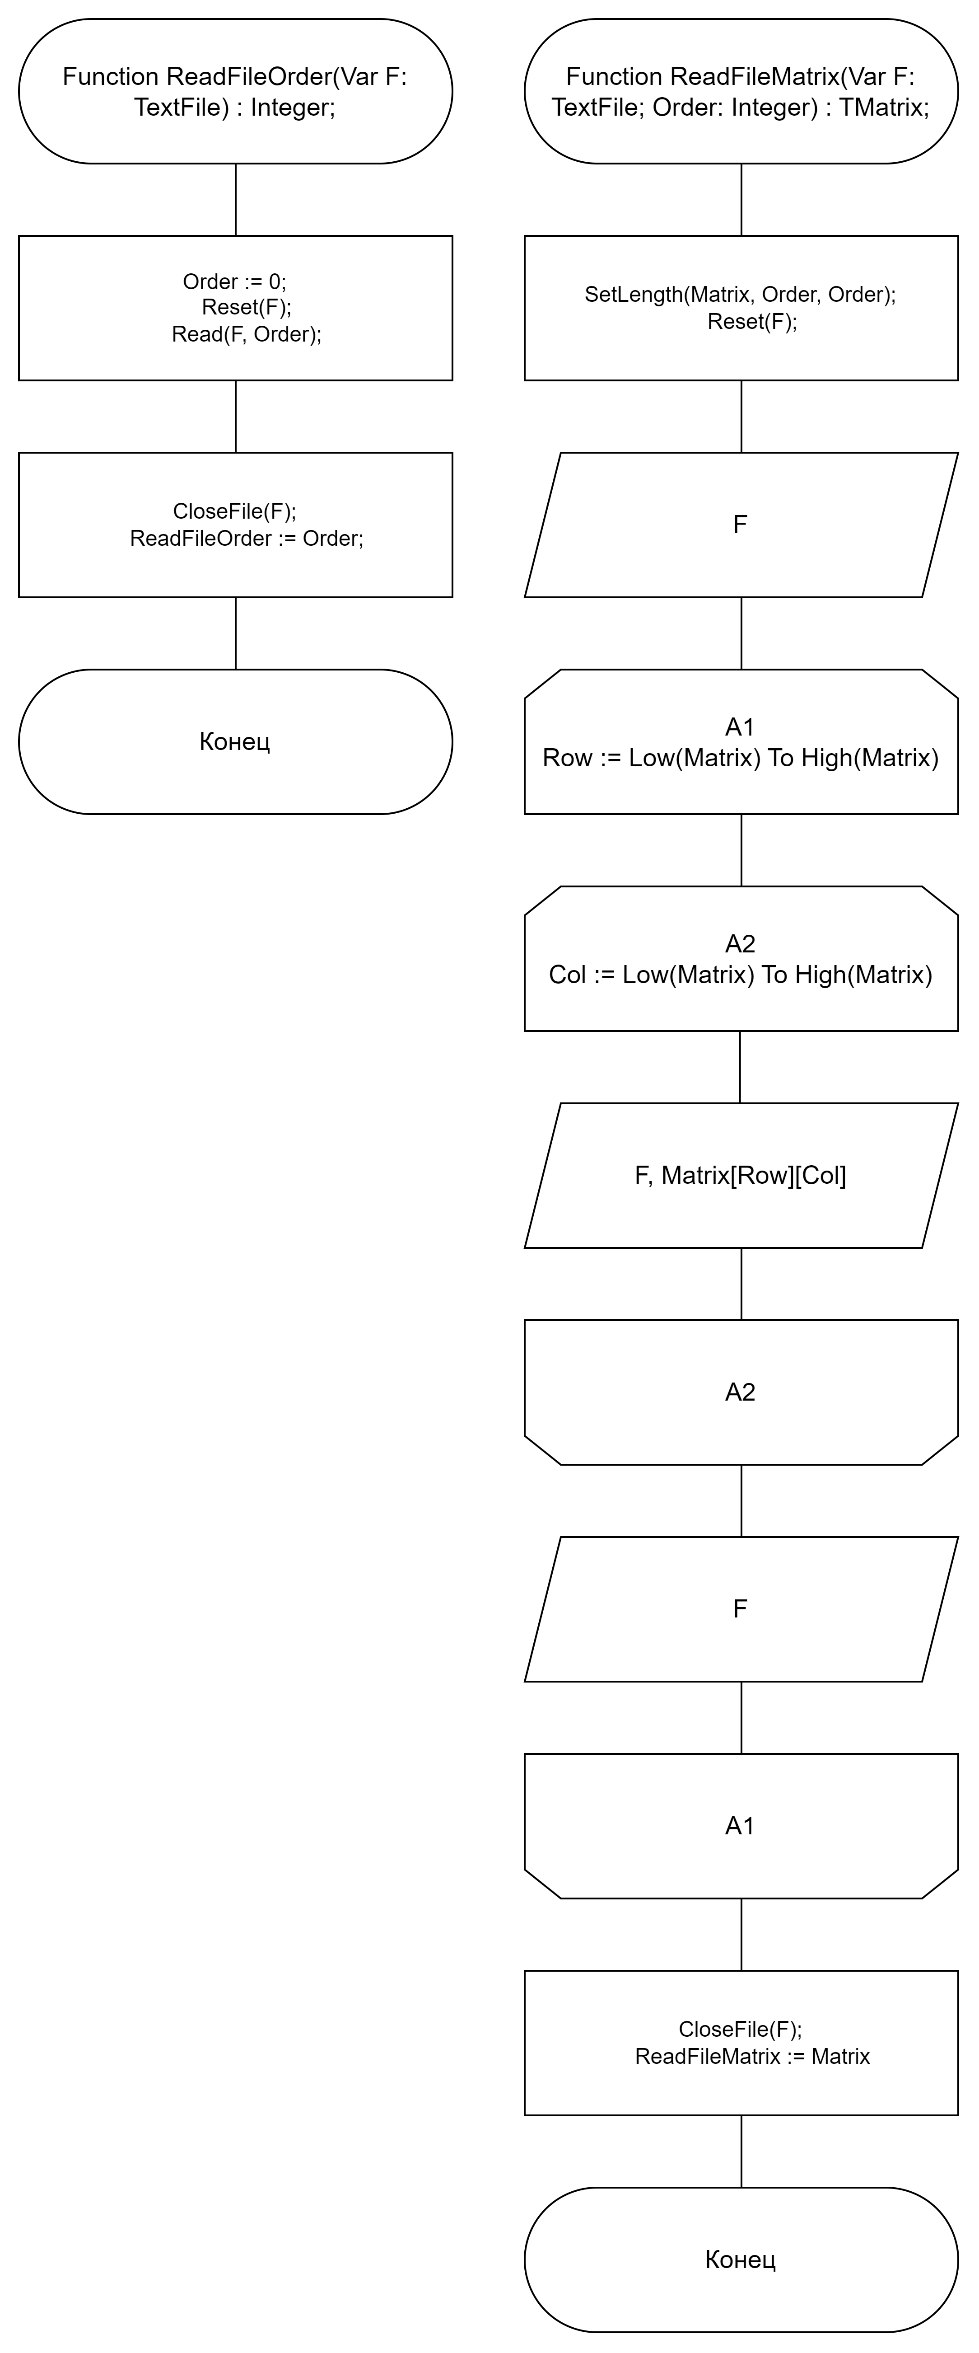 Function ReadFileOrder(Var F:
TextFile) : Integer;
Order := 0;
Reset(F);
Read(F, Order);
CloseFile(F);
ReadFileOrder := Order;
Конец
Function ReadFileMatrix(Var F:
TextFile; Order: Integer) : TMatrix;
SetLength(Matrix, Order, Order);
Reset(F);
F
A1
Row := Low(Matrix) To High(Matrix)
A2
Col := Low(Matrix) To High(Matrix)
F, Matrix[Row][Col]
A2
F
A1
CloseFile(F);
ReadFileMatrix := Matrix
Конец